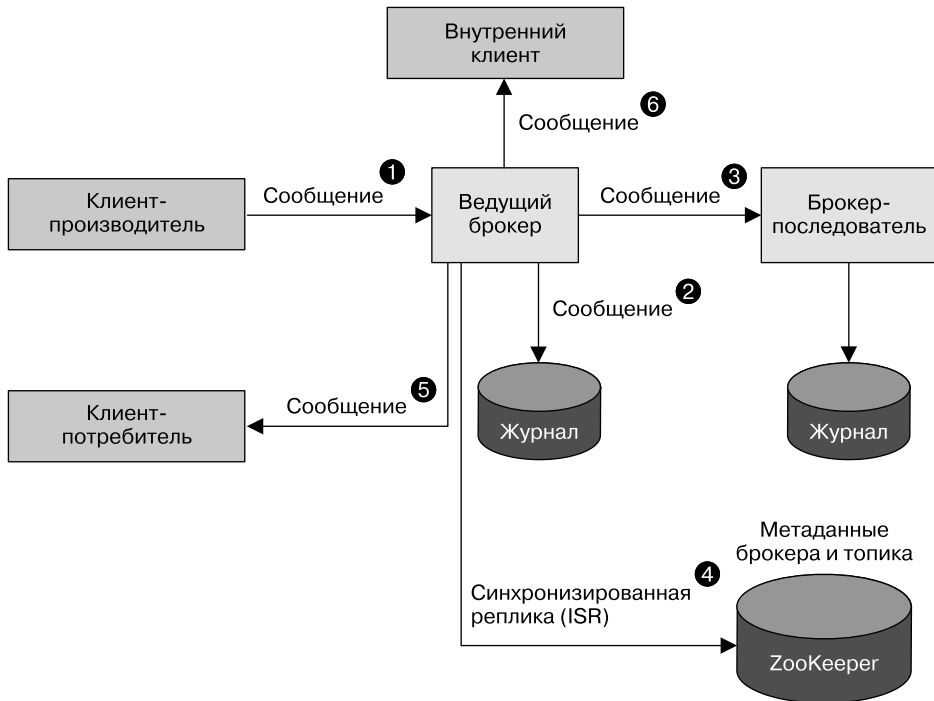 Внутренний
клиент
Сообщение 6
Клиент-
производитель
Сообщение 1
Ведущий
брокер
Сообщение 3
Брокер-
последователь
Сообщение 2
Клиент-
потребитель
Сообщение 5
Журнал
Журнал
Метаданные
брокера и топика
Синхронизированная 4
реплика (ISR)
ZooKeeper